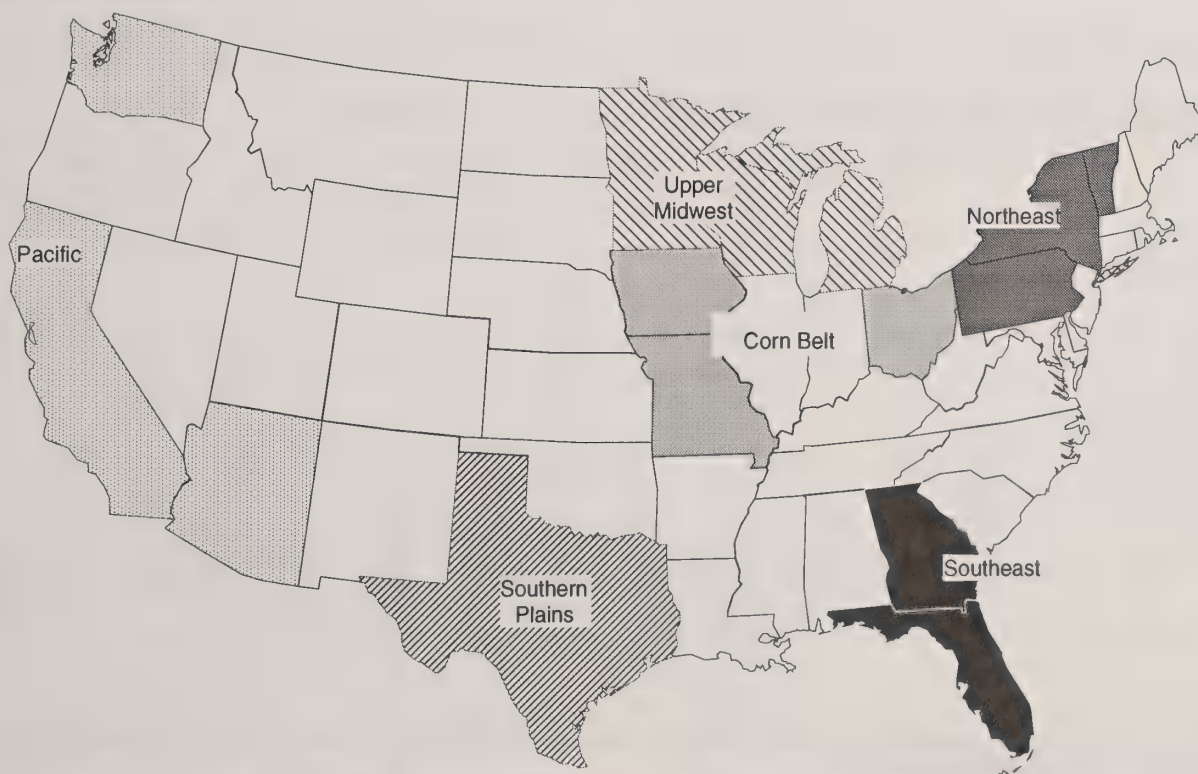 Upper
Midwest
Northeast
Pacific
Corn Belt
Southeast
Southern
Plains